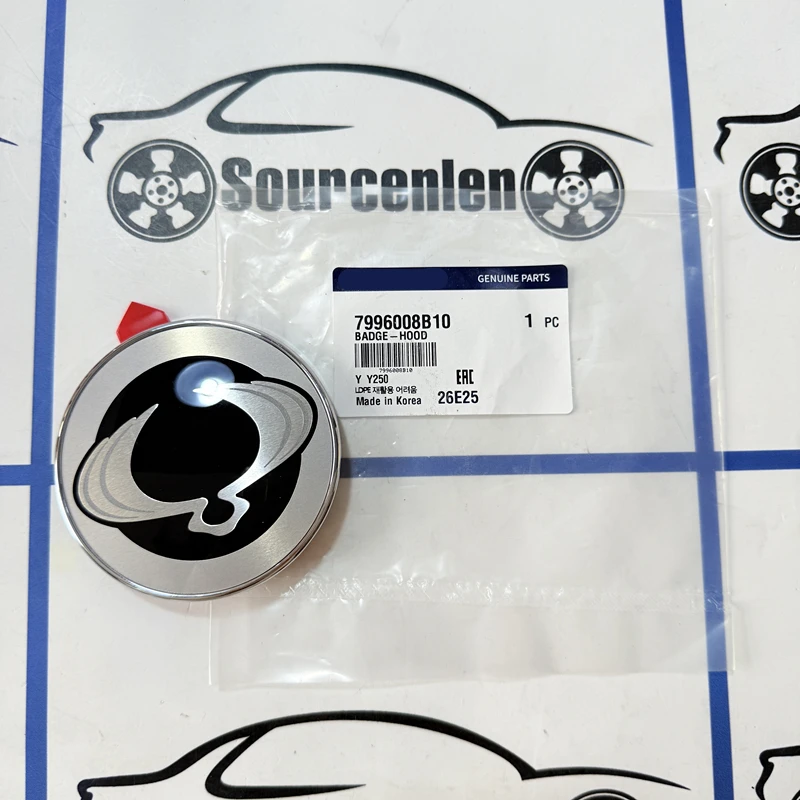 Sourcenlen
GENUINE PARTS
7996008B10
1 PC
BADGE-HOOD
7996008B10
Y Y250
EAC
LDPE 재활용 어려움
Made in Korea 26E25